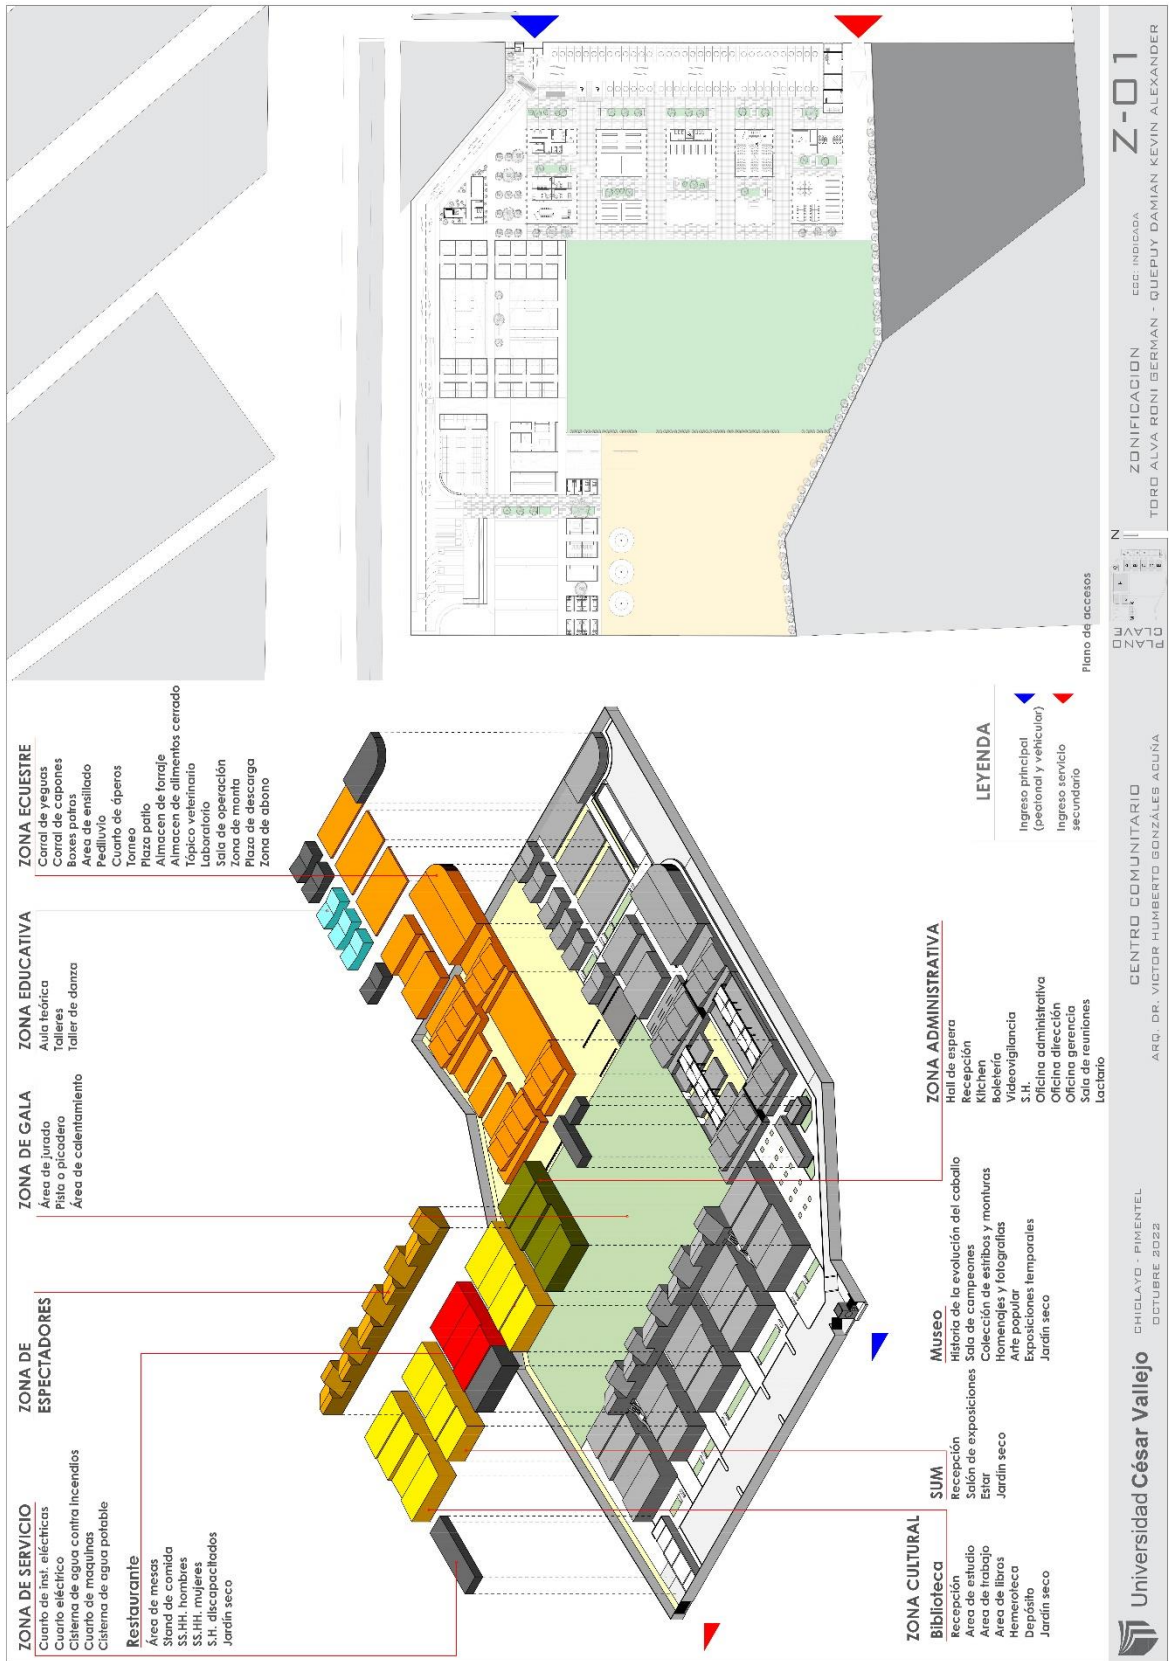 ZONA DE SERVICIO
Cuarto de inst. eléctricas
Cuarto eléctrico
Cisterna de agua contra incendios
Cuarto de maquinas
Cisterna de agua potable
Restaurante
Área de mesas
Stand de comida
SS.HH. hombres
SS.HH. mujeres
S.H. discapacitados
Jardín seco
ZONA DE
ESPECTADORES
ZONA DE GALA
Área de jurado
Pista o picadero
Área de calentamiento
ZONA EDUCATIVA
Aula teórica
Talleres
Taller de danza
ZONA ECUESTRE
Corral de yeguas
Corral de capones
Boxes potros
Area de ensillado
Pediluvio
Cuarto de áperos
Torneo
Plaza patio
Almacen de forraje
Almacen de alimentos cerrado
Tópico veterinario
Laboratorio
Sala de operación
Zona de monta
Plaza de descarga
Zona de abono
ZONA CULTURAL
Biblioteca
Recepción
Area de estudio
Area de trabajo
Area de libros
Hemeroteca
Depósito
Jardín seco
SUM
Recepción
Salón de exposiciones
Estar
Jardín seco
Museo
Historia de la evolución del caballo
Sala de campeones
Colección de estribos y monturas
Homenajes y fotografias
Arte popular
Exposiciones temporales
Jardín seco
ZONA ADMINISTRATIVA
Hall de espera
Recepción
Kitchen
Boletería
Videovigilancia
S.H.
Oficina administrativa
Oficina dirección
Oficina gerencia
Sala de reuniones
Lactario
LEYENDA
Ingreso principal
(peatonal y vehicular)
Ingreso servicio
secundario
Plano de accesos
Universidad César Vallejo
CHICLAYO - PIMENTEL
OCTUBRE 2022
CENTRO COMUNITARIO
ARQ. DR. VICTOR HUMBERTO GONZÁLES ACUÑA
PLANO
CLAVE
N
ZONIFICACION
ESC: INDICADA
Z-01
TORO ALVA RONI GERMAN - QUEPUY DAMIAN KEVIN ALEXANDER